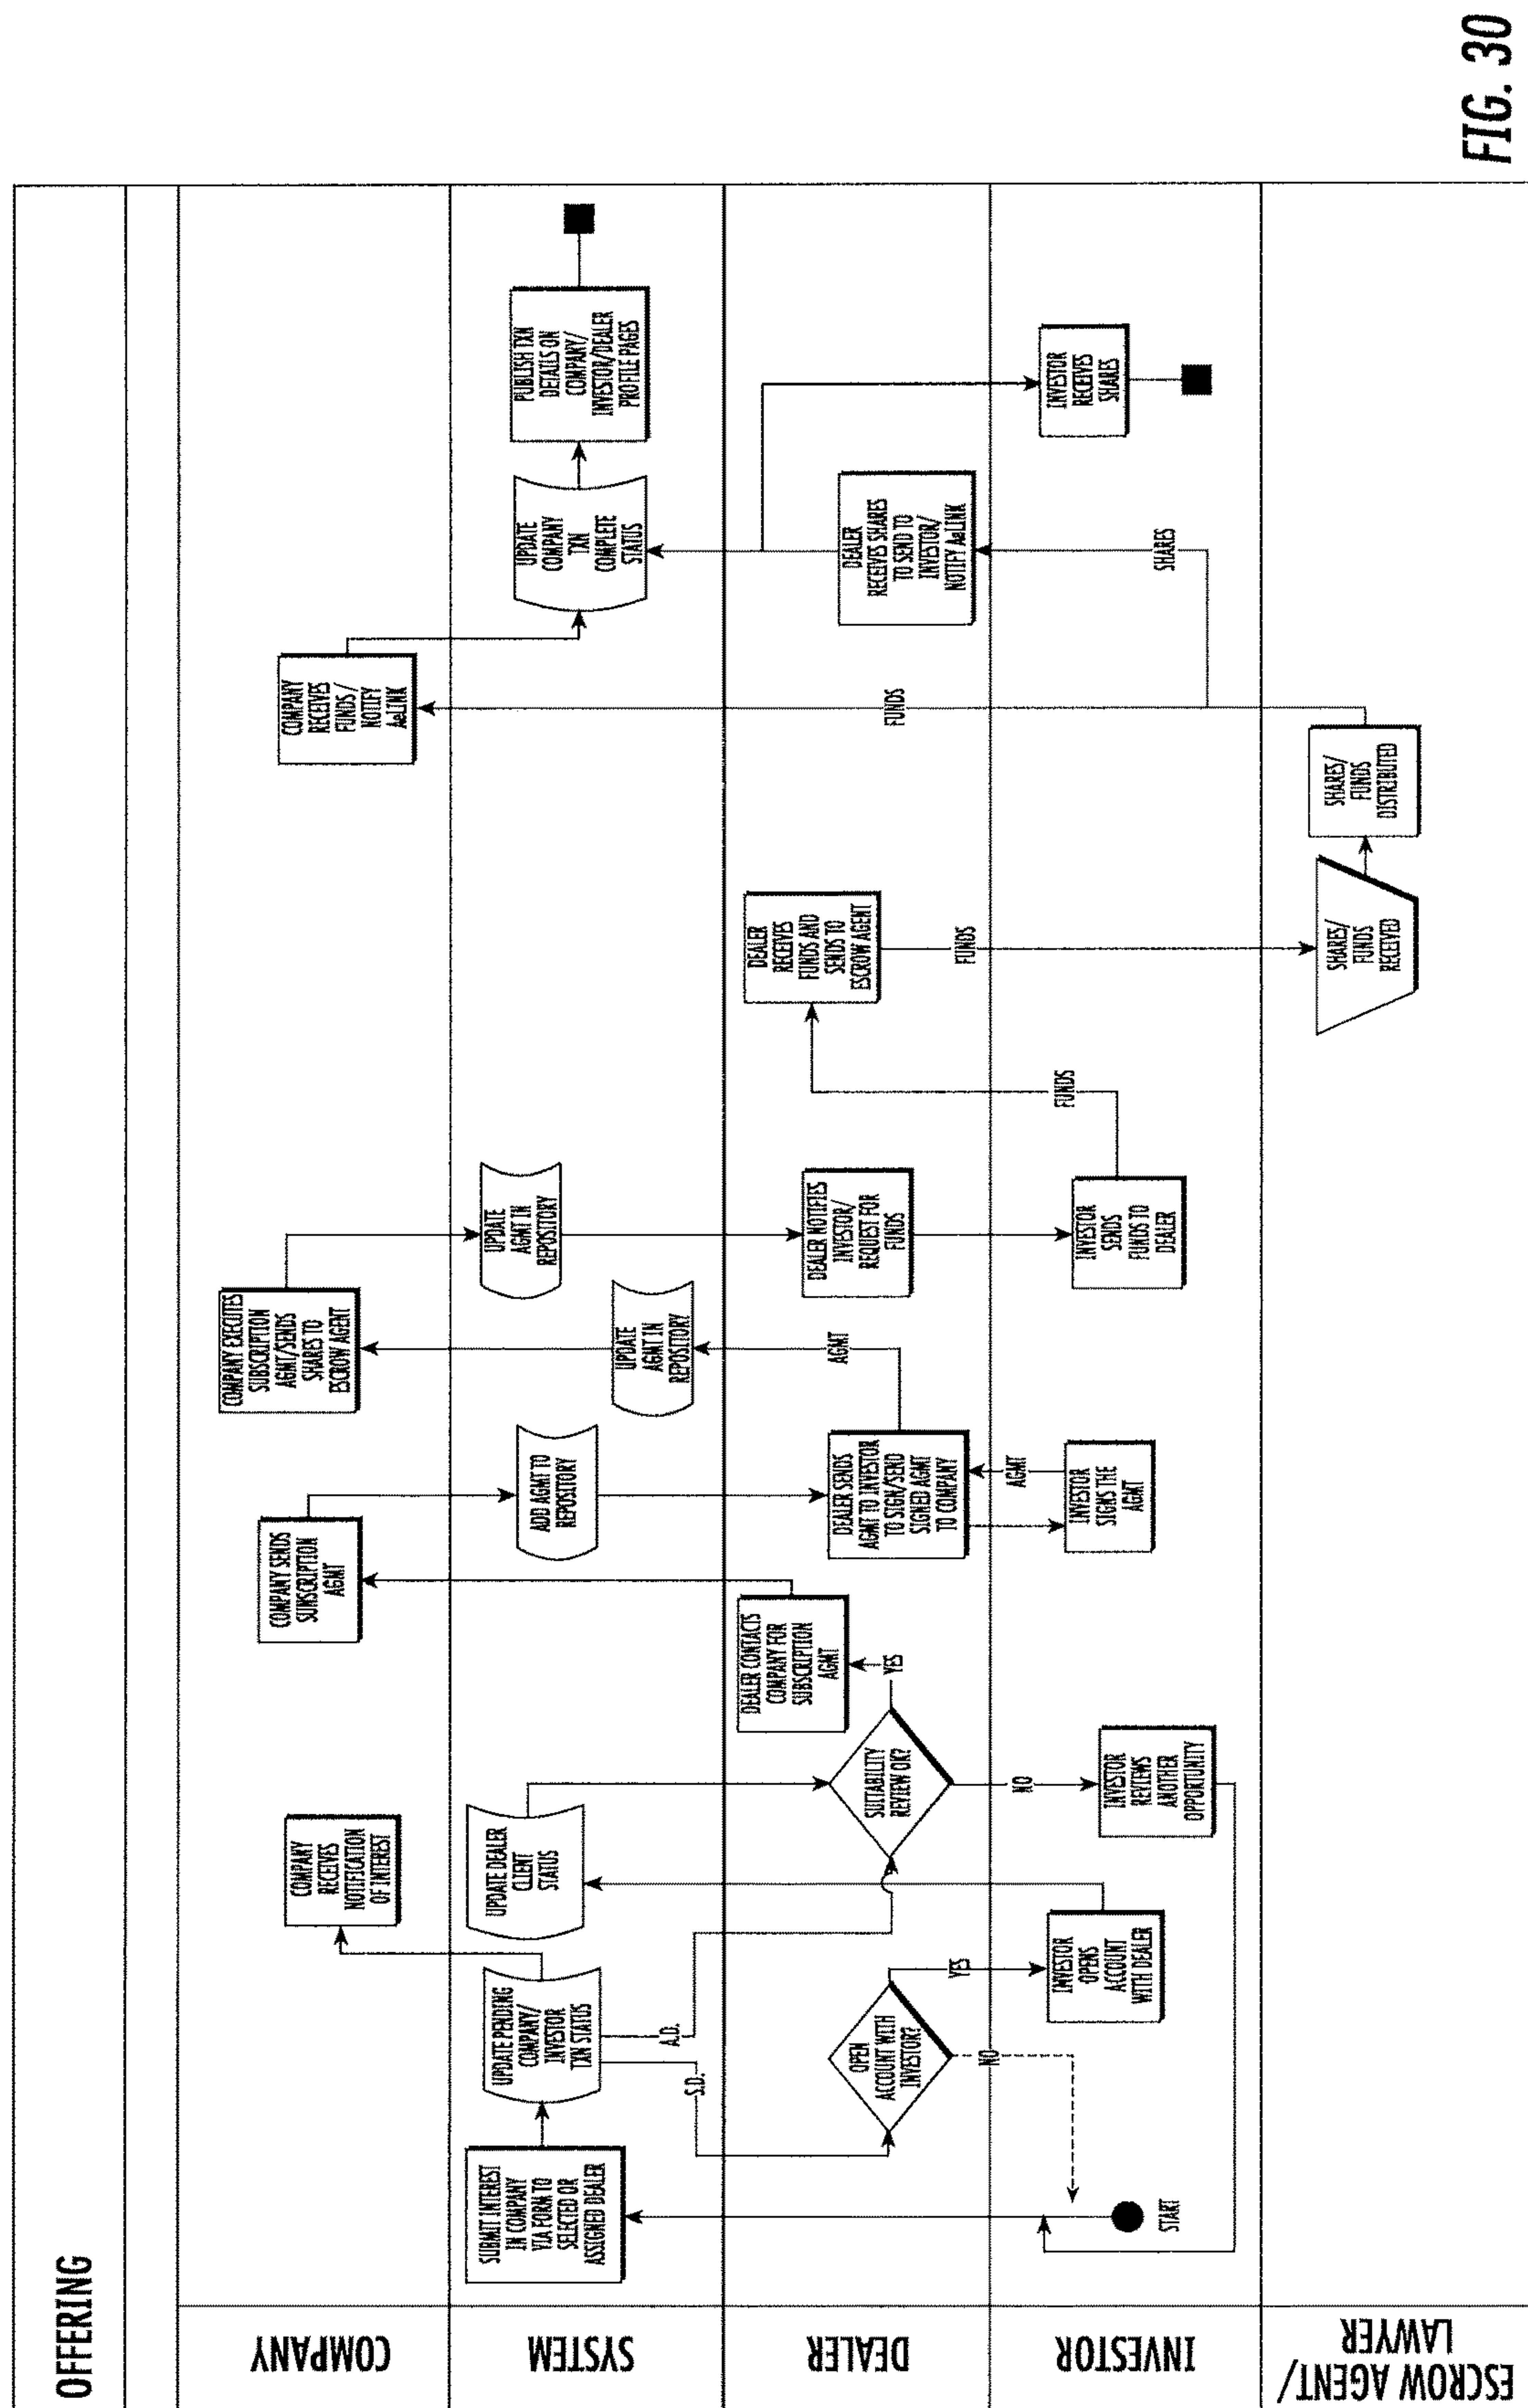 OFFERING
COMPANY
COMPANY
RECEIVES
NOTIFICATION
OF INTEREST
COMPANY SENDS
SUBSCRIPTION
AGMT
COMPANY EXECUTES
SUBSCRIPTION
AGMT/SENDS
SHARES TO
ESCROW AGENT
COMPANY
RECEIVES
FUNDS/
NOTIFY
AeLINK
SYSTEM
SUBMIT INTEREST
IN COMPANY
VIA FORM TO
SELECTED OR
ASSIGNED DEALER
UPDATE PENDING
COMPANY/
INVESTOR
TXN STATUS
S.D.
A.D.
UPDATE DEALER
CLIENT
STATUS
ADD AGMT TO
REPOSITORY
UPDATE
AGMT IN
REPOSITORY
UPDATE
AGMT IN
REPOSITORY
UPDATE
COMPANY
TXN
COMPLETE
STATUS
PUBLISH TXN
DETAILS ON
COMPANY/
INVESTOR/DEALER
PROFILE PAGES
DEALER
OPEN
ACCOUNT WITH
INVESTOR?
YES
NO
SUITABILITY
REVIEW OK?
YES
NO
DEALER CONTACTS
COMPANY FOR
SUBSCRIPTION
AGMT
DEALER SENDS
AGMT TO INVESTOR
TO SIGN/SEND
SIGNED AGMT
TO COMPANY
AGMT
DEALER NOTIFIES
INVESTOR/
REQUEST FOR
FUNDS
DEALER
RECEIVES
FUNDS AND
SENDS TO
ESCROW AGENT
FUNDS
FUNDS
DEALER
RECEIVES SHARES
TO SEND TO
INVESTOR/
NOTIFY AeLINK
INVESTOR
START
INVESTOR
OPENS
ACCOUNT
WITH DEALER
INVESTOR
REVIEWS
ANOTHER
OPPORTUNITY
AGMT
INVESTOR
SIGNS THE
AGMT
INVESTOR
SENDS
FUNDS TO
DEALER
FUNDS
SHARES
INVESTOR
RECEIVES
SHARES
ESCROW AGENT/
LAWYER
SHARES/
FUNDS
RECEIVED
SHARES/
FUNDS
DISTRIBUTED
FIG. 30